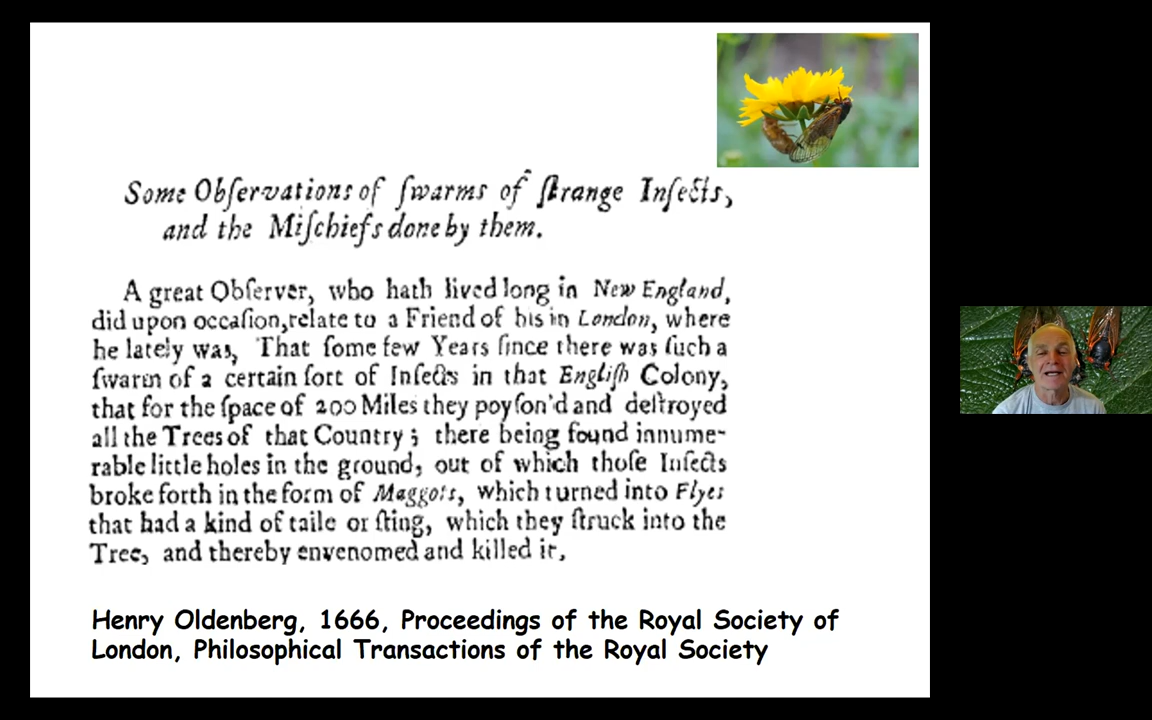 Some Obſervations of ſwarms of ſtrange Inſects,
and the Miſchiefs done by them.
A great Obſerver, who hath lived long in New England,
did upon occaſion, relate to a Friend of his in London, where
he lately was, That ſome few Years ſince there was ſuch a
ſwarm of a certain ſort of Inſects in that Engliſh Colony,
that for the ſpace of 200 Miles they poyſon'd and deſtroyed
all the Trees of that Country; there being found innume-
rable little holes in the ground, out of which thoſe Inſects
broke forth in the form of Maggots, which turned into Flyes
that had a kind of taile or ſting, which they ſtruck into the
Tree, and thereby envenomed and killed it,
Henry Oldenberg, 1666, Proceedings of the Royal Society of
London, Philosophical Transactions of the Royal Society